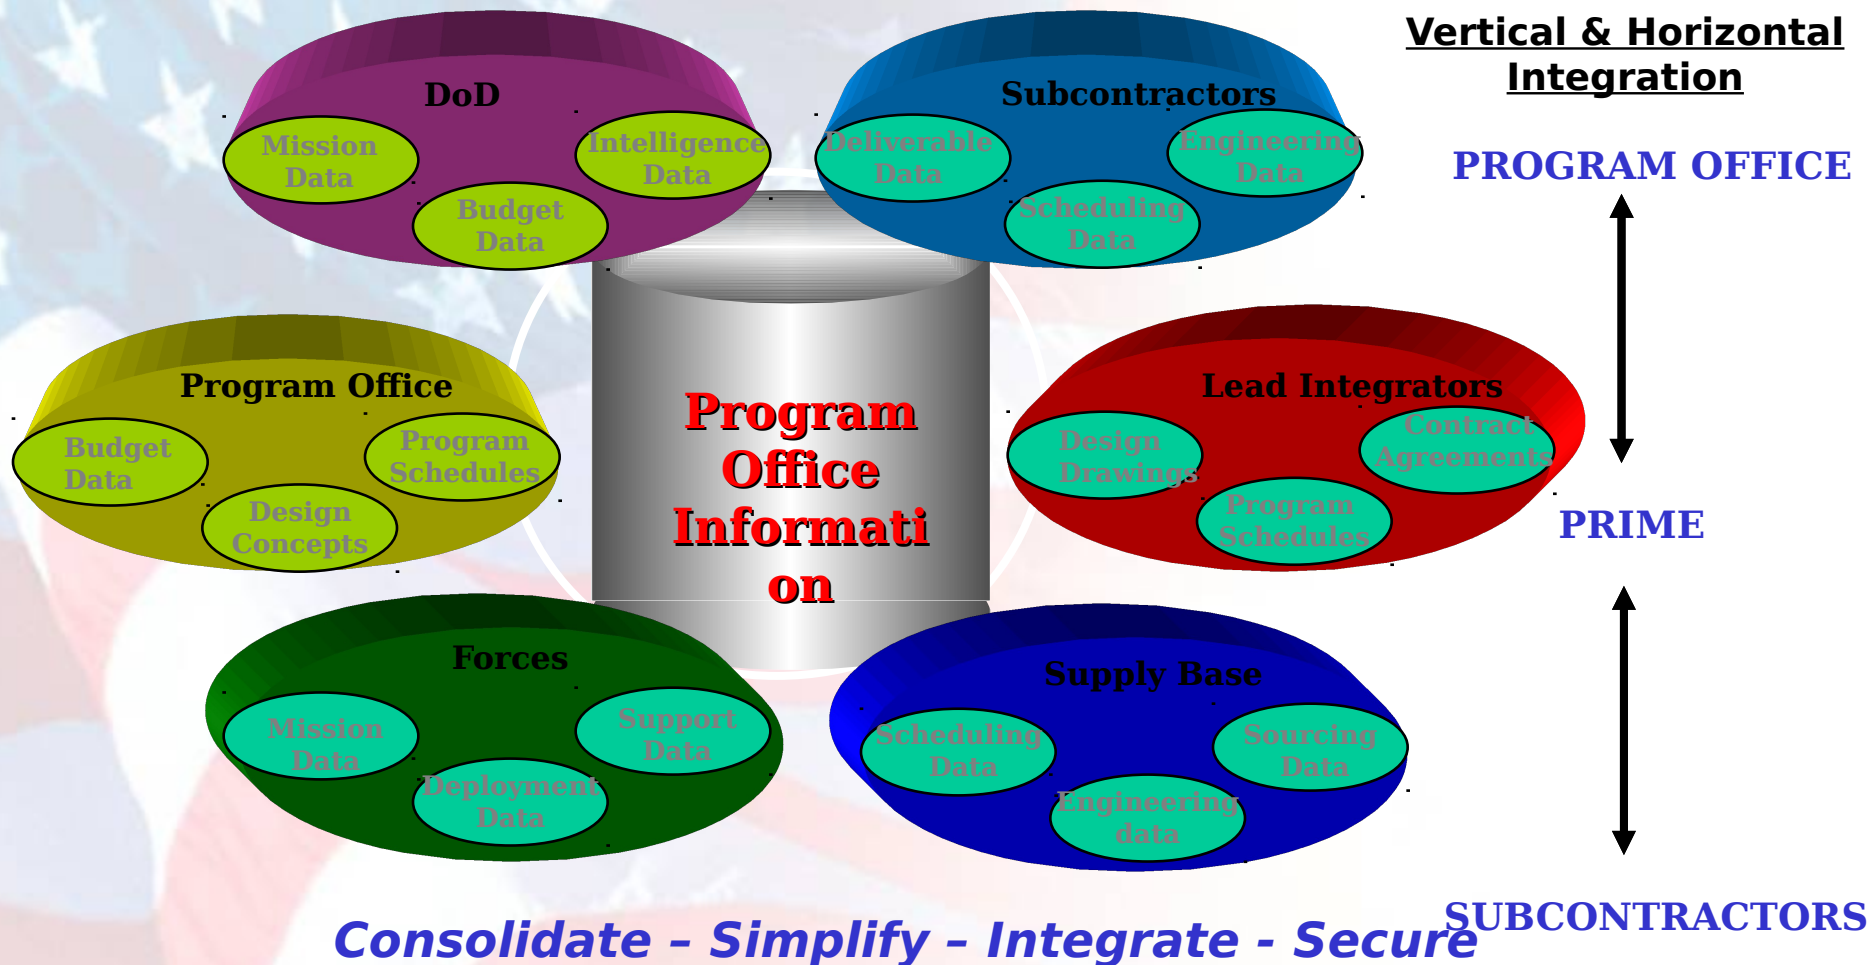 Vertical & Horizontal
Integration
DoD
Mission
Data
Intelligence
Data
Budget
Data
Subcontractors
Deliverable
Data
Engineering
Data
Scheduling
Data
PROGRAM OFFICE
Program Office
Budget
Data
Program
Schedules
Design
Concepts
Program
Office
Informati
on
Lead Integrators
Design
Drawings
Contract
Agreements
Program
Schedules
PRIME
Forces
Mission
Data
Support
Data
Deployment
Data
Supply Base
Scheduling
Data
Sourcing
Data
Engineering
data
SUBCONTRACTORS
Consolidate – Simplify – Integrate - Secure